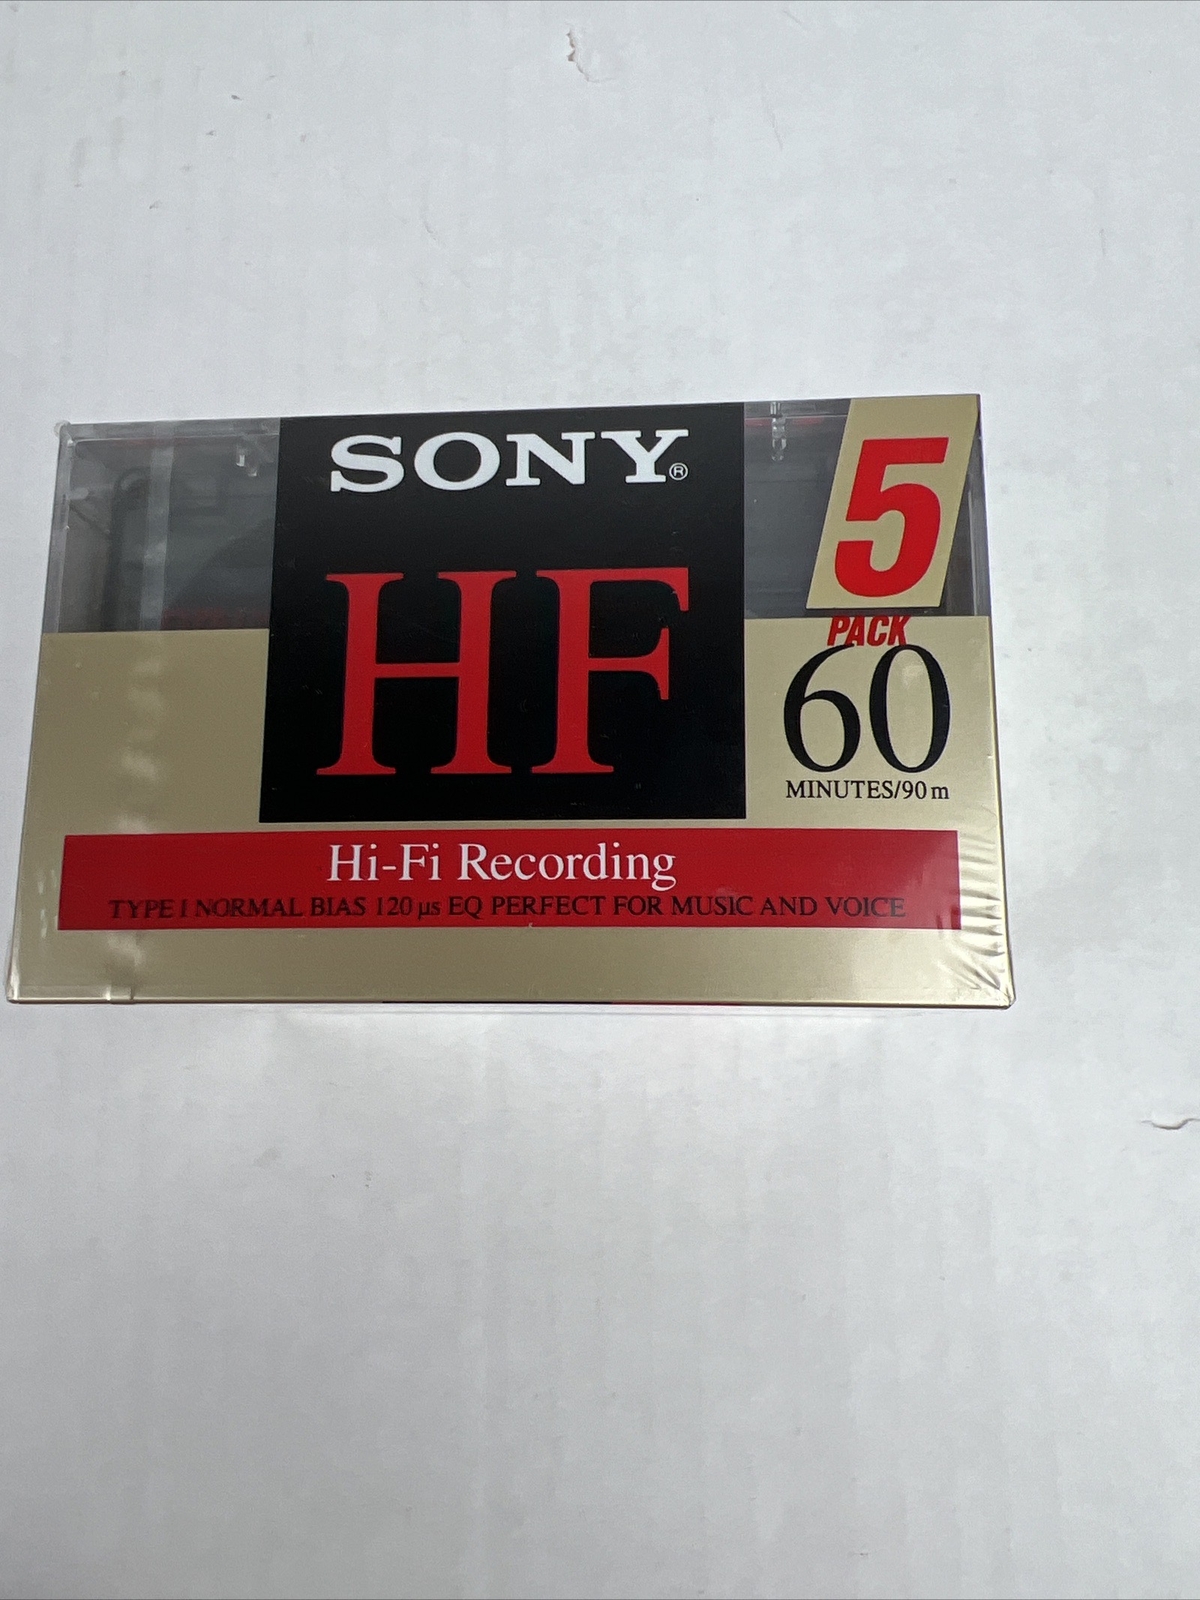 SONY®
HF
5
PACK
60
MINUTES/90 m
Hi-Fi Recording
TYPE I NORMAL BIAS 120 µs EQ PERFECT FOR MUSIC AND VOICE